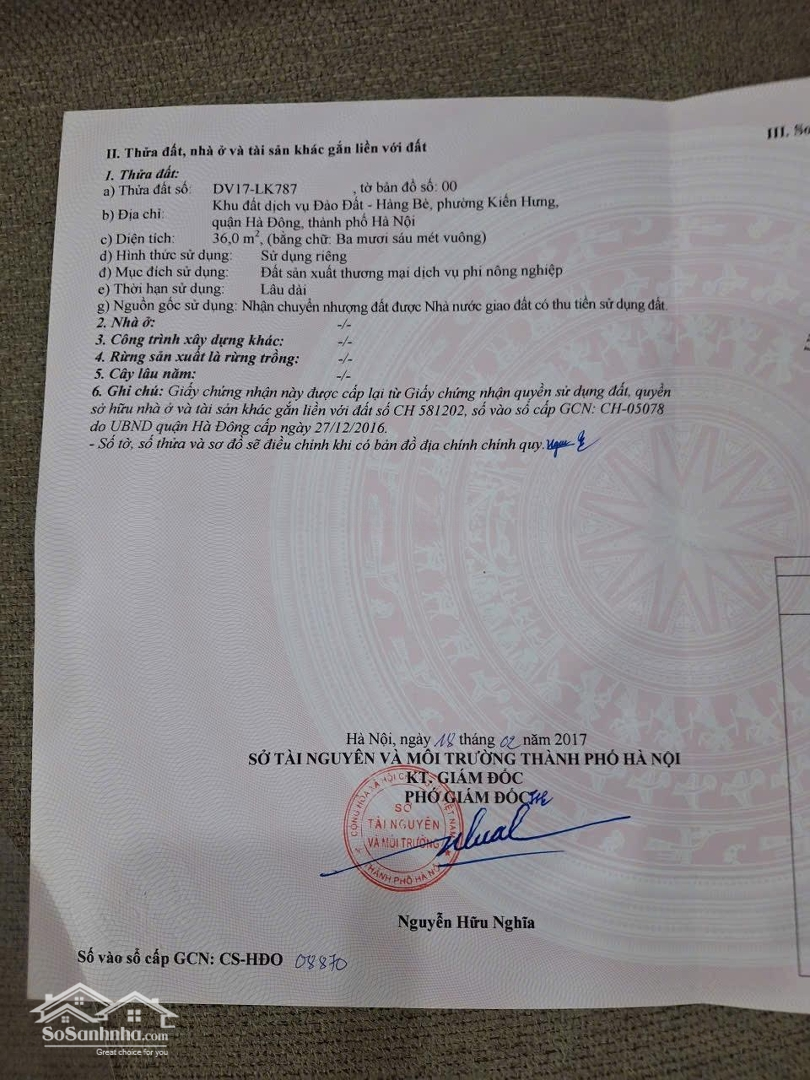 II. Thửa đất, nhà ở và tài sản khác gắn liền với đất
III. Sơ
1. Thửa đất:
a) Thửa đất số: DV17-LK787 , tờ bản đồ số: 00
b) Địa chỉ: Khu đất dịch vụ Đào Đất - Hàng Bè, phường Kiến Hưng,
quận Hà Đông, thành phố Hà Nội
c) Diện tích: 36,0 m², (bằng chữ: Ba mươi sáu mét vuông)
d) Hình thức sử dụng: Sử dụng riêng
đ) Mục đích sử dụng: Đất sản xuất thương mại dịch vụ phi nông nghiệp
e) Thời hạn sử dụng: Lâu dài
g) Nguồn gốc sử dụng: Nhận chuyển nhượng đất được Nhà nước giao đất có thu tiền sử dụng đất.
2. Nhà ở: -/-
3. Công trình xây dựng khác: -/-
4. Rừng sản xuất là rừng trồng: -/-
5. Cây lâu năm: -/-
6. Ghi chú: Giấy chứng nhận này được cấp lại từ Giấy chứng nhận quyền sử dụng đất, quyền
sở hữu nhà ở và tài sản khác gắn liền với đất số CH 581202, số vào sổ cấp GCN: CH-05078
do UBND quận Hà Đông cấp ngày 27/12/2016.
- Số tờ, số thửa và sơ đồ sẽ điều chỉnh khi có bản đồ địa chính chính quy.
Hà Nội, ngày 18 tháng 02 năm 2017
SỞ TÀI NGUYÊN VÀ MÔI TRƯỜNG THÀNH PHỐ HÀ NỘI
KT. GIÁM ĐỐC
PHÓ GIÁM ĐỐC
SỞ
TÀI NGUYÊN
VÀ MÔI TRƯỜNG
THÀNH PHỐ HÀ NỘI
Nguyễn Hữu Nghĩa
Số vào sổ cấp GCN: CS-HĐO 08870
SoSanhnha.com
Great choice for you